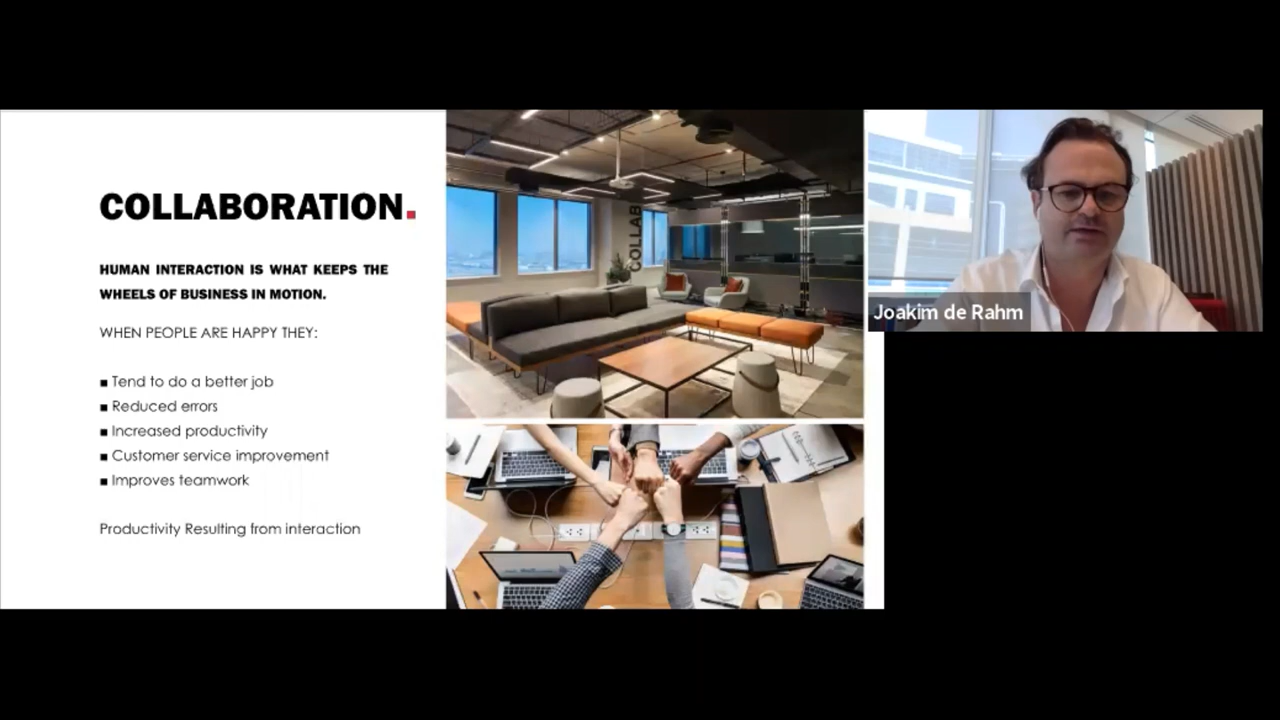 COLLABORATION.
HUMAN INTERACTION IS WHAT KEEPS THE
WHEELS OF BUSINESS IN MOTION.
WHEN PEOPLE ARE HAPPY THEY:
■ Tend to do a better job
■ Reduced errors
■ Increased productivity
■ Customer service improvement
■ Improves teamwork
Productivity Resulting from interaction
COLLAB
Joakim de Rahm